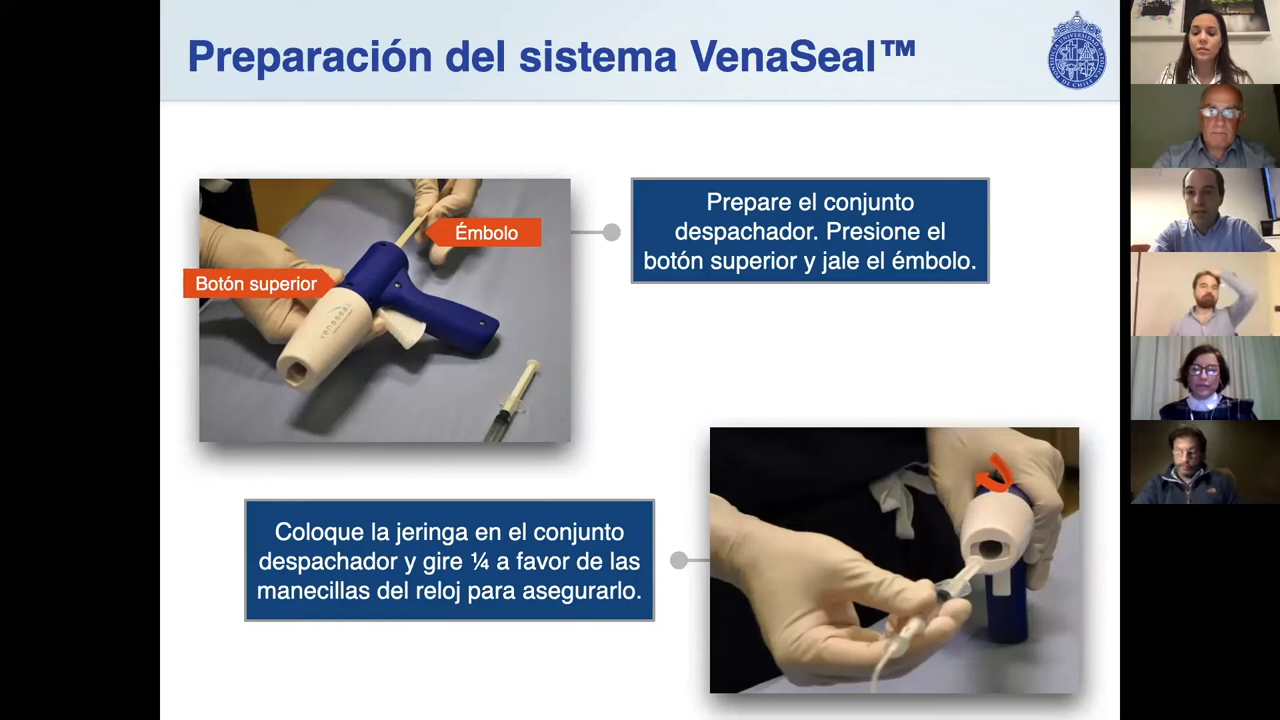 Preparación del sistema VenaSeal™
Émbolo
Botón superior
venaseal
Prepare el conjunto
despachador. Presione el
botón superior y jale el émbolo.
Coloque la jeringa en el conjunto
despachador y gire ¼ a favor de las
manecillas del reloj para asegurarlo.